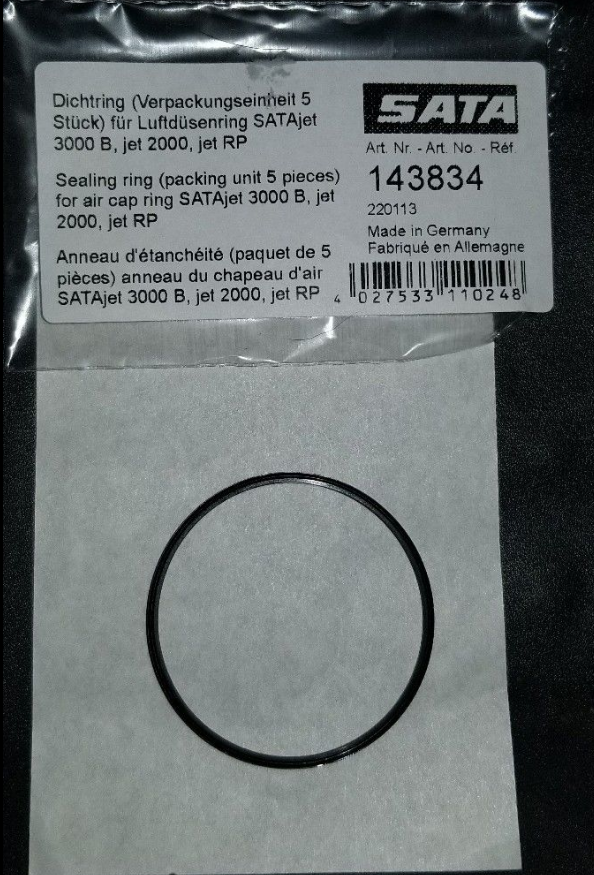 Dichtring (Verpackungseinheit 5
Stück) für Luftdüsenring SATAjet
3000 B, jet 2000, jet RP
Sealing ring (packing unit 5 pieces)
for air cap ring SATAjet 3000 B, jet
2000, jet RP
Anneau d'étanchéité (paquet de 5
pièces) anneau du chapeau d'air
SATAjet 3000 B, jet 2000, jet RP
SATA
Art. Nr. - Art. No. - Réf.
143834
220113
Made in Germany
Fabriqué en Allemagne
4 027533 110248